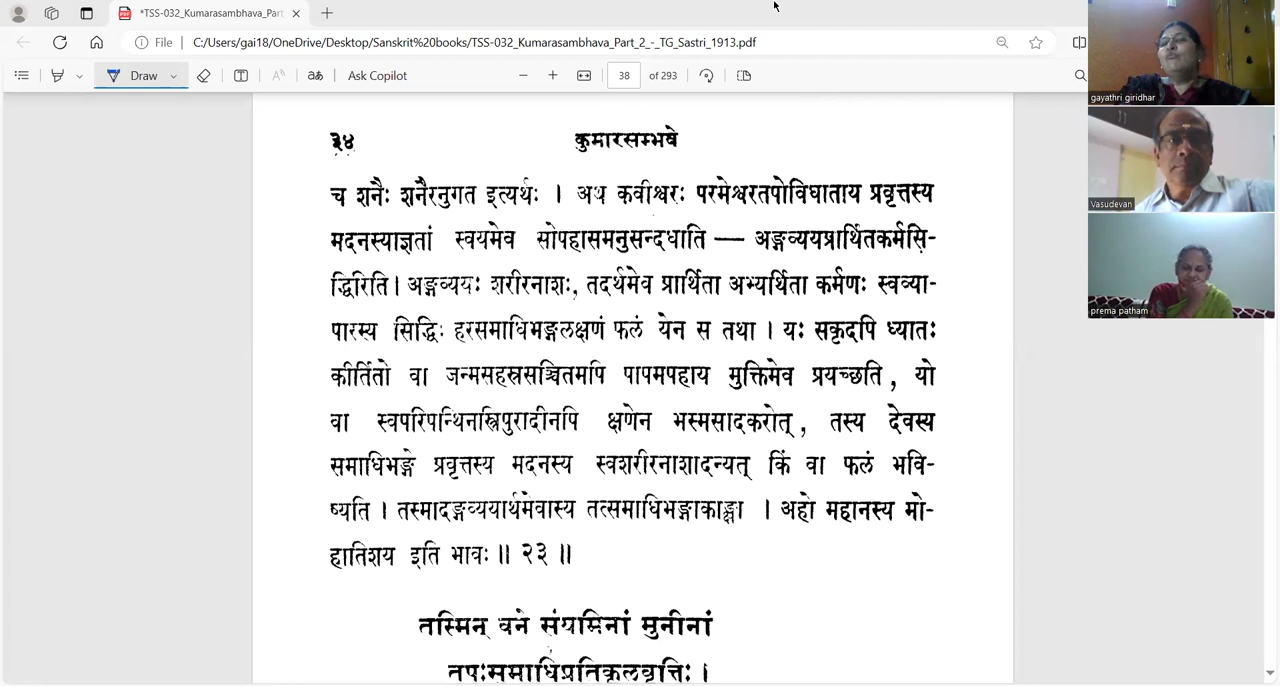 *TSS-032_Kumarasambhava_Part
File
C:/Users/gai18/OneDrive/Desktop/Sanskrit%20books/TSS-032_Kumarasambhava_Part_2_-_TG_Sastri_1913.pdf
Draw
Ask Copilot
38 of 293
gayathri giridhar
Vasudevan
prema patham
३४ कुमारसम्भवे
च शनैः शनैरनुगत इत्यर्थः । अथ कवीश्वरः परमेश्वरतपोविघाताय प्रवृत्तस्य
मदनस्याज्ञतां स्वयमेव सोपहासमनुसन्दधाति — अङ्गव्ययप्रार्थितकर्मसि-
द्धिरिति। अङ्गव्ययः शरीरनाशः, तदर्थमेव प्रार्थिता अभ्यर्थिता कर्मणः स्वव्या-
पारस्य सिद्धिः हरसमाधिभङ्गलक्षणं फलं येन स तथा । यः सकृदपि ध्यातः
कीर्तितो वा जन्मसहस्रसञ्चितमपि पापमपहाय मुक्तिमेव प्रयच्छति , यो
वा स्वपरिपन्थिनस्त्रिपुरादीनपि क्षणेन भस्मसादकरोत् , तस्य देवस्य
समाधिभङ्गे प्रवृत्तस्य मदनस्य स्वशरीरनाशादन्यत् किं वा फलं भवि-
ष्यति । तस्मादङ्गव्ययार्थमेवास्य तत्समाधिभङ्गाकाङ्क्षा । अहो महानस्य मो-
हातिशय इति भावः ॥ २३ ॥
तस्मिन् वने संयमिनां मुनीनां
तपःसमाधिप्रतिकूलवृत्तिः ।